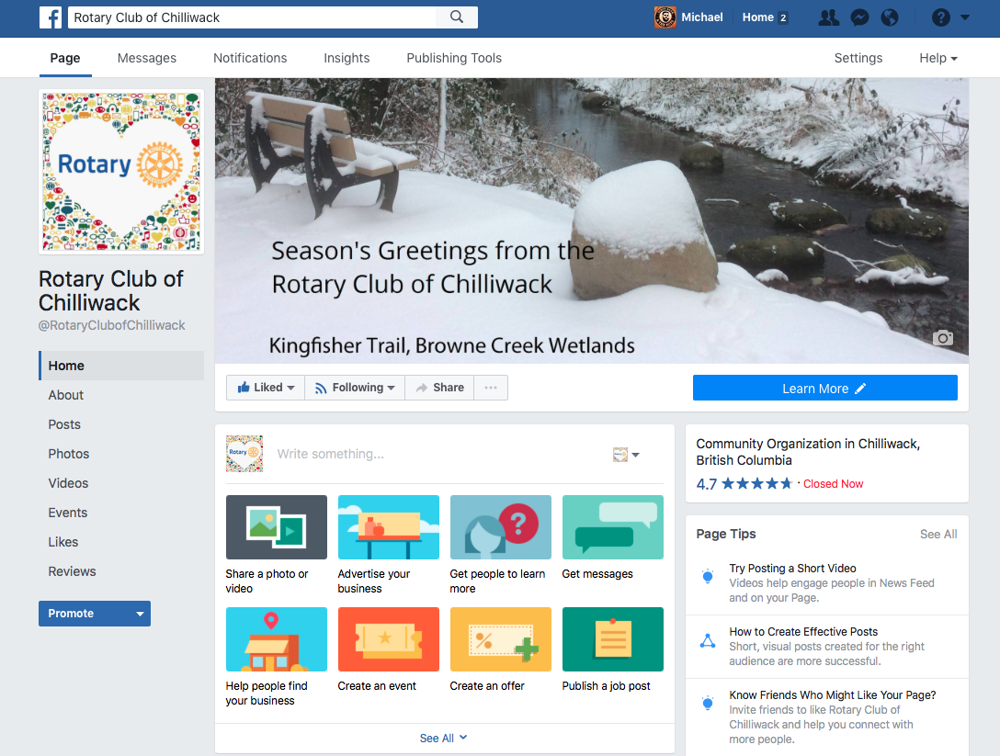 Rotary Club of Chilliwack
Michael
Home 2
Page
Messages
Notifications
Insights
Publishing Tools
Settings
Help
Rotary
Rotary Club of
Chilliwack
@RotaryClubofChilliwack
Home
About
Posts
Photos
Videos
Events
Likes
Reviews
Promote
Season's Greetings from the
Rotary Club of Chilliwack
Kingfisher Trail, Browne Creek Wetlands
Liked
Following
Share
...
Learn More
Rotary
Write something...
Share a photo or
video
Advertise your
business
Get people to learn
more
Get messages
Help people find
your business
Create an event
Create an offer
Publish a job post
See All
Community Organization in Chilliwack,
British Columbia
4.7 ★★★★★ · Closed Now
Page Tips
See All
Try Posting a Short Video
Videos help engage people in News Feed
and on your Page.
How to Create Effective Posts
Short, visual posts created for the right
audience are more successful.
Know Friends Who Might Like Your Page?
Invite friends to like Rotary Club of
Chilliwack and help you connect with
more people.